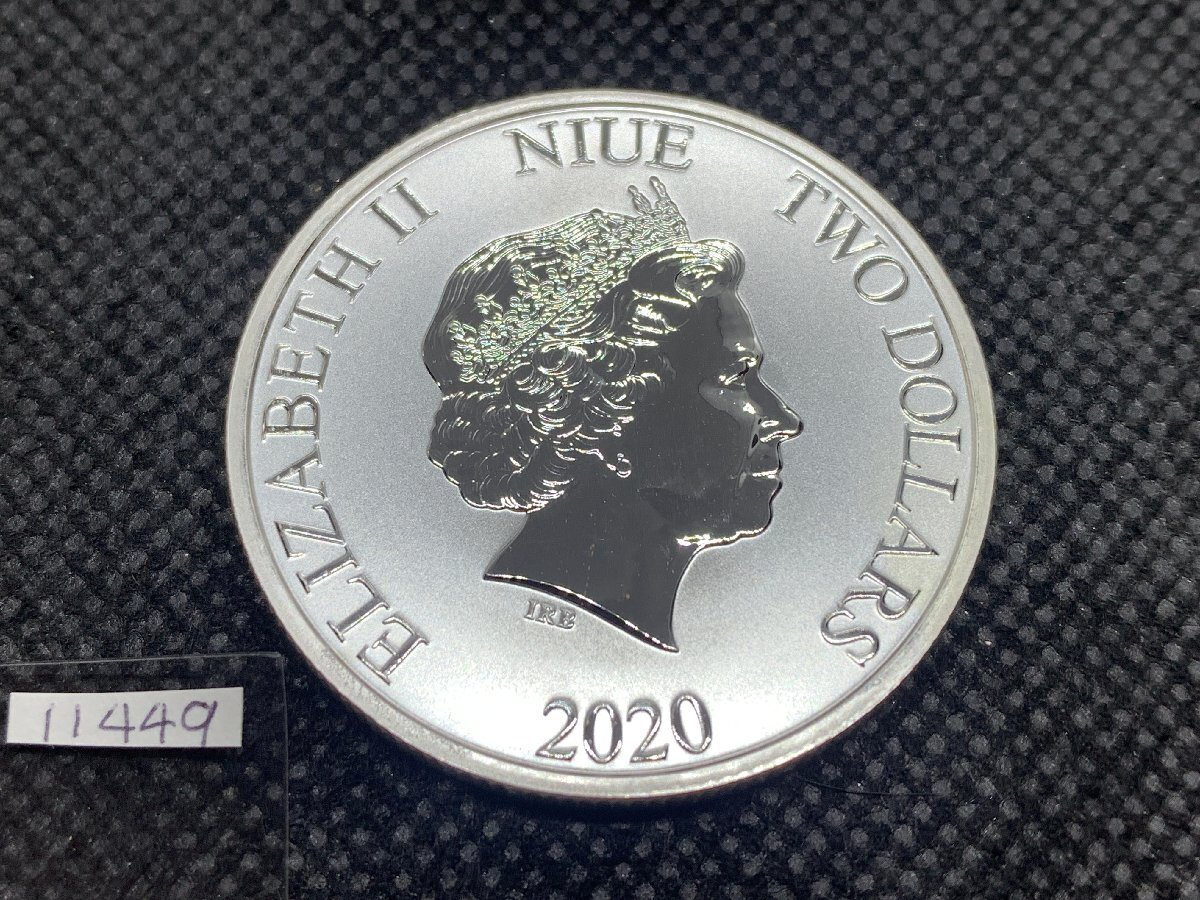 ELIZABETH II NIUE TWO DOLLARS
IRB
2020
11449